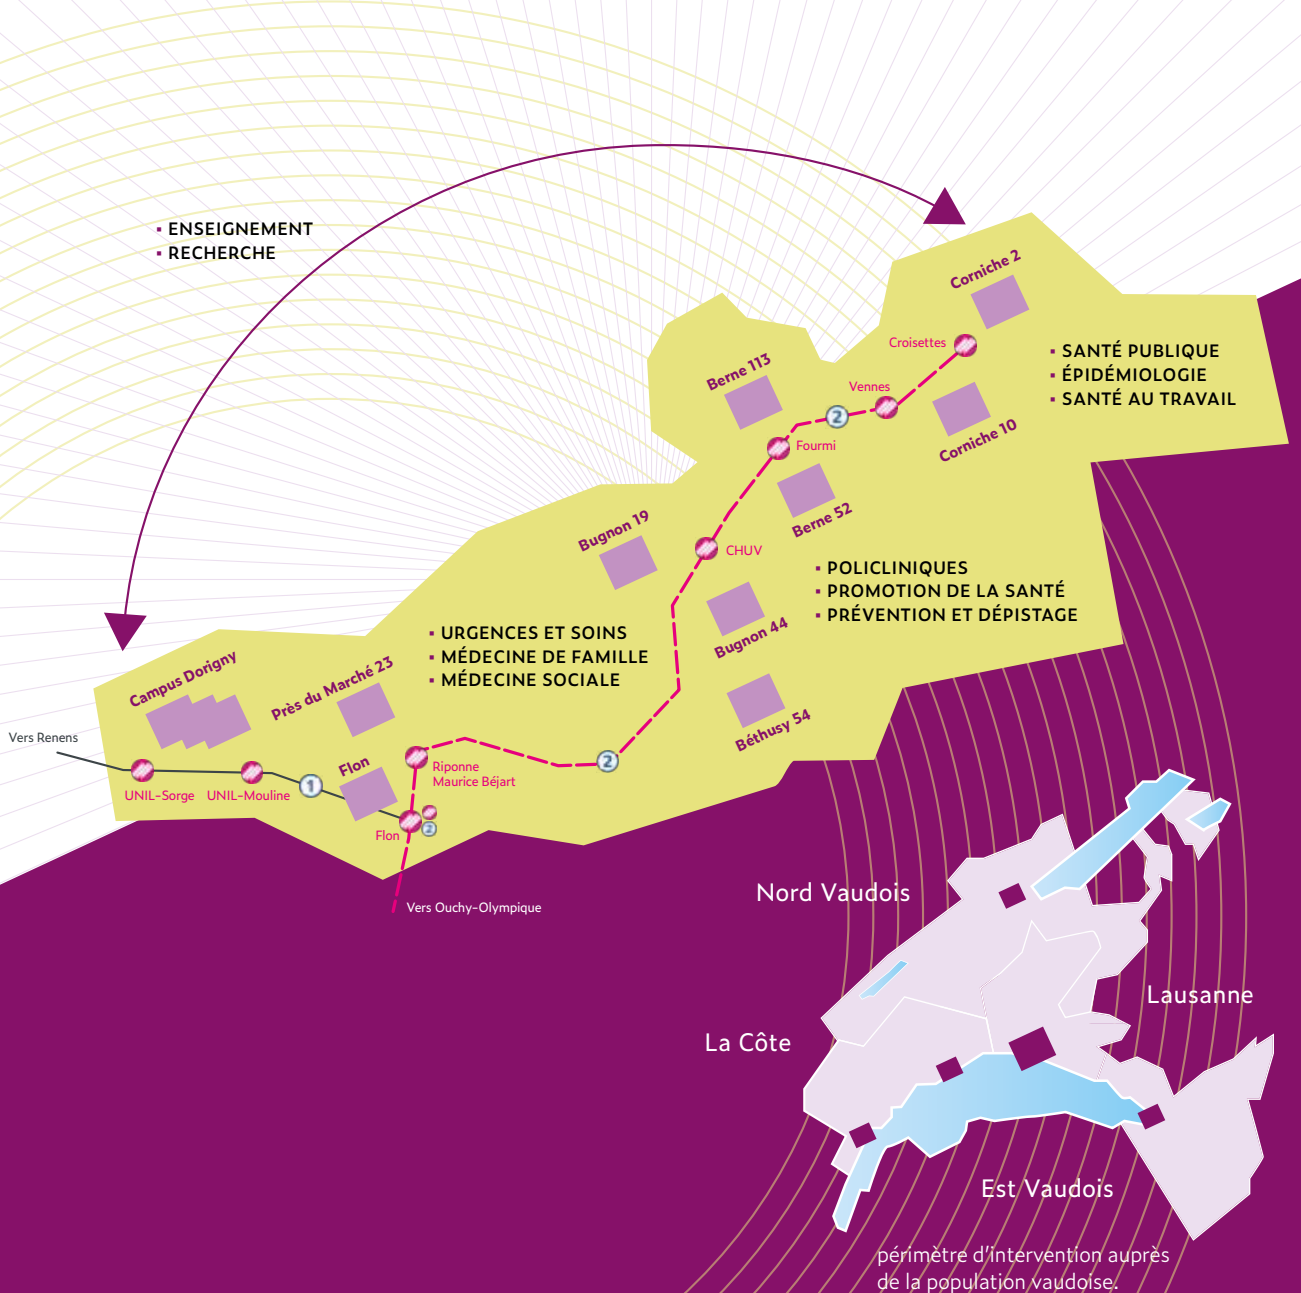 ▪ ENSEIGNEMENT
▪ RECHERCHE
Corniche 2
Croisettes
▪ SANTÉ PUBLIQUE
▪ ÉPIDÉMIOLOGIE
▪ SANTÉ AU TRAVAIL
Berne 113
Vennes
2
Corniche 10
Fourmi
Berne 52
Bugnon 19
CHUV
▪ POLICLINIQUES
▪ PROMOTION DE LA SANTÉ
▪ PRÉVENTION ET DÉPISTAGE
Bugnon 44
▪ URGENCES ET SOINS
▪ MÉDECINE DE FAMILLE
▪ MÉDECINE SOCIALE
Campus Dorigny
Près du Marché 23
Béthusy 54
Vers Renens
2
Riponne
Maurice Béjart
Flon
UNIL-Sorge
UNIL-Mouline
1
Flon
2
Vers Ouchy-Olympique
Nord Vaudois
Lausanne
La Côte
Est Vaudois
périmètre d’intervention auprès
de la population vaudoise.